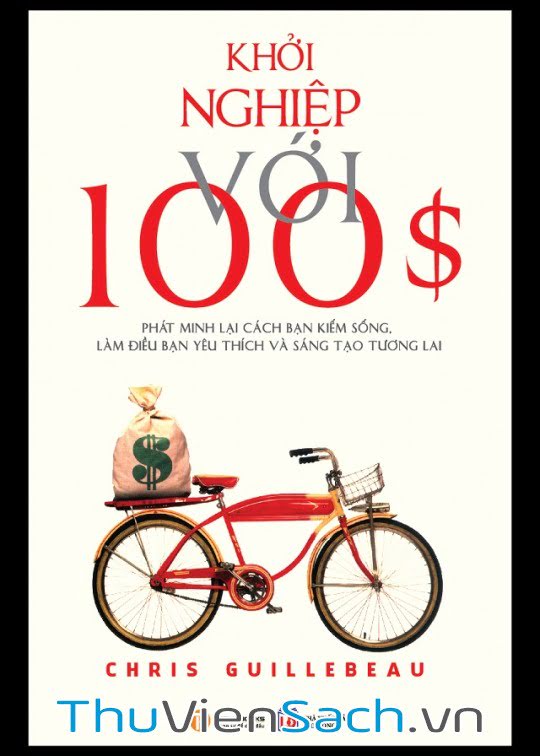 KHỞI
NGHIỆP
VỚI
100$
PHÁT MINH LẠI CÁCH BẠN KIẾM SỐNG,
LÀM ĐIỀU BẠN YÊU THÍCH VÀ SÁNG TẠO TƯƠNG LAI
$
CHRIS GUILLEBEAU
ThuVienSach.vn